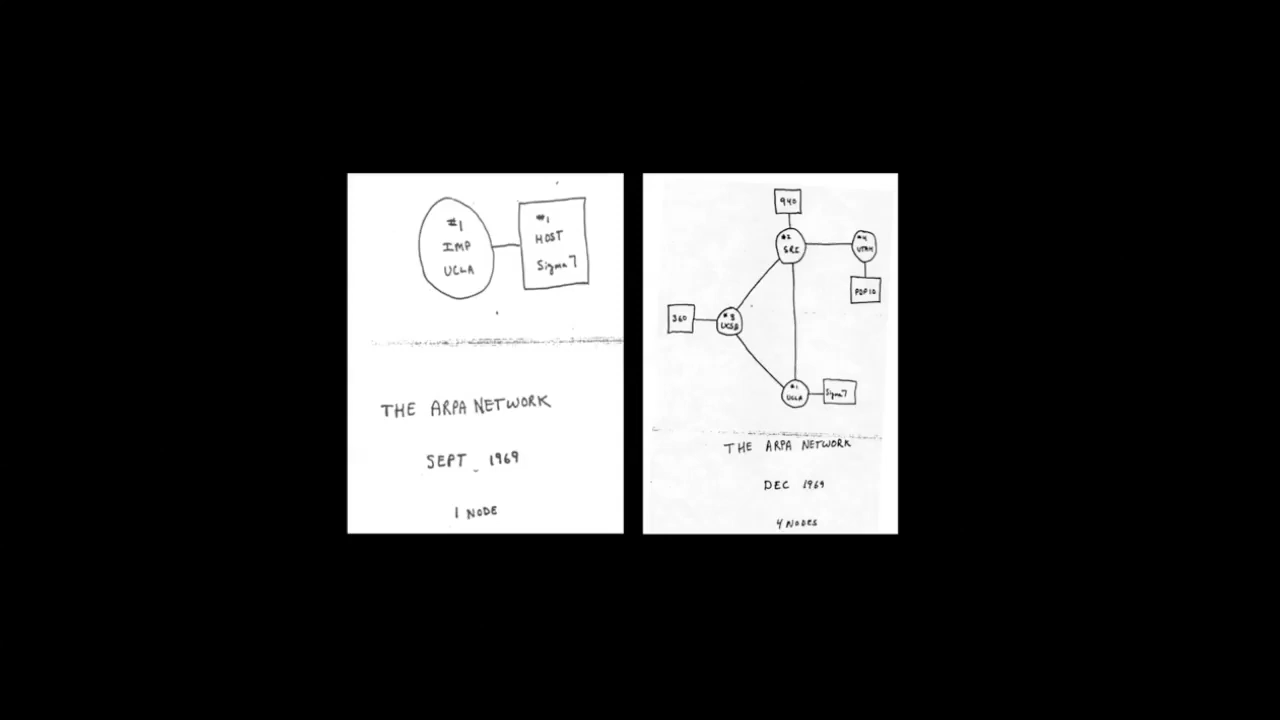 #1
IMP
UCLA
#1
HOST
Sigma 7
THE ARPA NETWORK
SEPT 1969
1 NODE
940
#2
SRI
#4
UTAH
PDP10
360
#3
UCSB
#1
UCLA
Sigma 7
THE ARPA NETWORK
DEC 1969
4 NODES